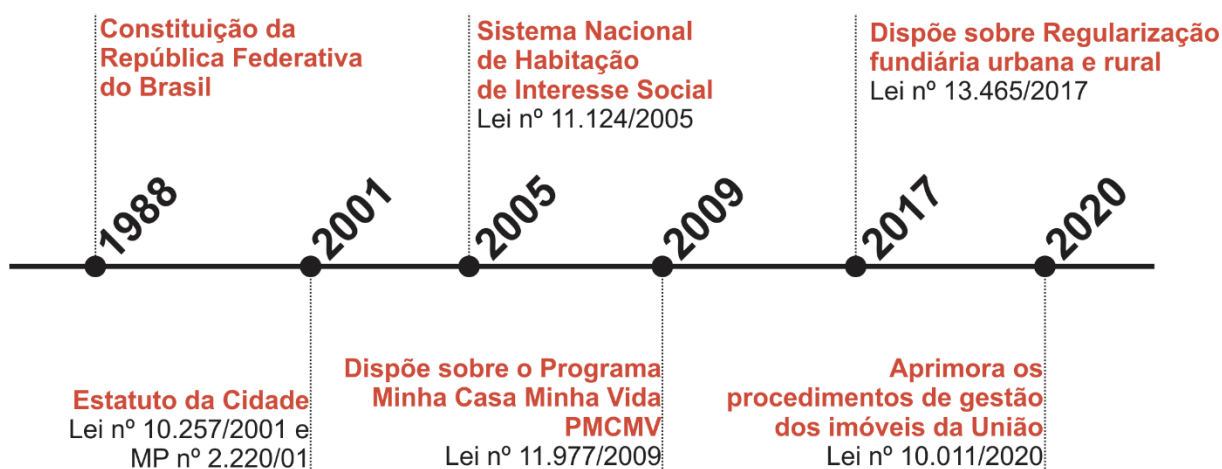 Constituição da
República Federativa
do Brasil
Sistema Nacional
de Habitação
de Interesse Social
Lei nº 11.124/2005
Dispõe sobre Regularização
fundiária urbana e rural
Lei nº 13.465/2017
1988
2001
2005
2009
2017
2020
Estatuto da Cidade
Lei nº 10.257/2001 e
MP nº 2.220/01
Dispõe sobre o Programa
Minha Casa Minha Vida
PMCMV
Lei nº 11.977/2009
Aprimora os
procedimentos de gestão
dos imóveis da União
Lei nº 10.011/2020